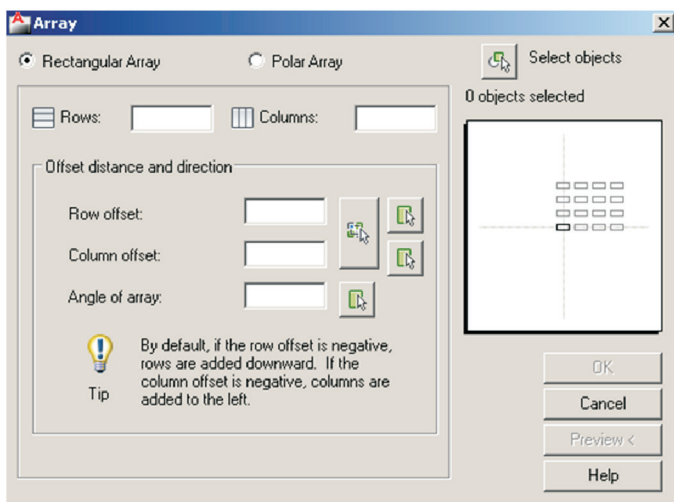 Array
Rectangular Array
Polar Array
Select objects
0 objects selected
Rows:
Columns:
Offset distance and direction
Row offset:
Column offset:
Angle of array:
By default, if the row offset is negative,
rows are added downward. If the
column offset is negative, columns are
added to the left.
Tip
OK
Cancel
Preview <
Help